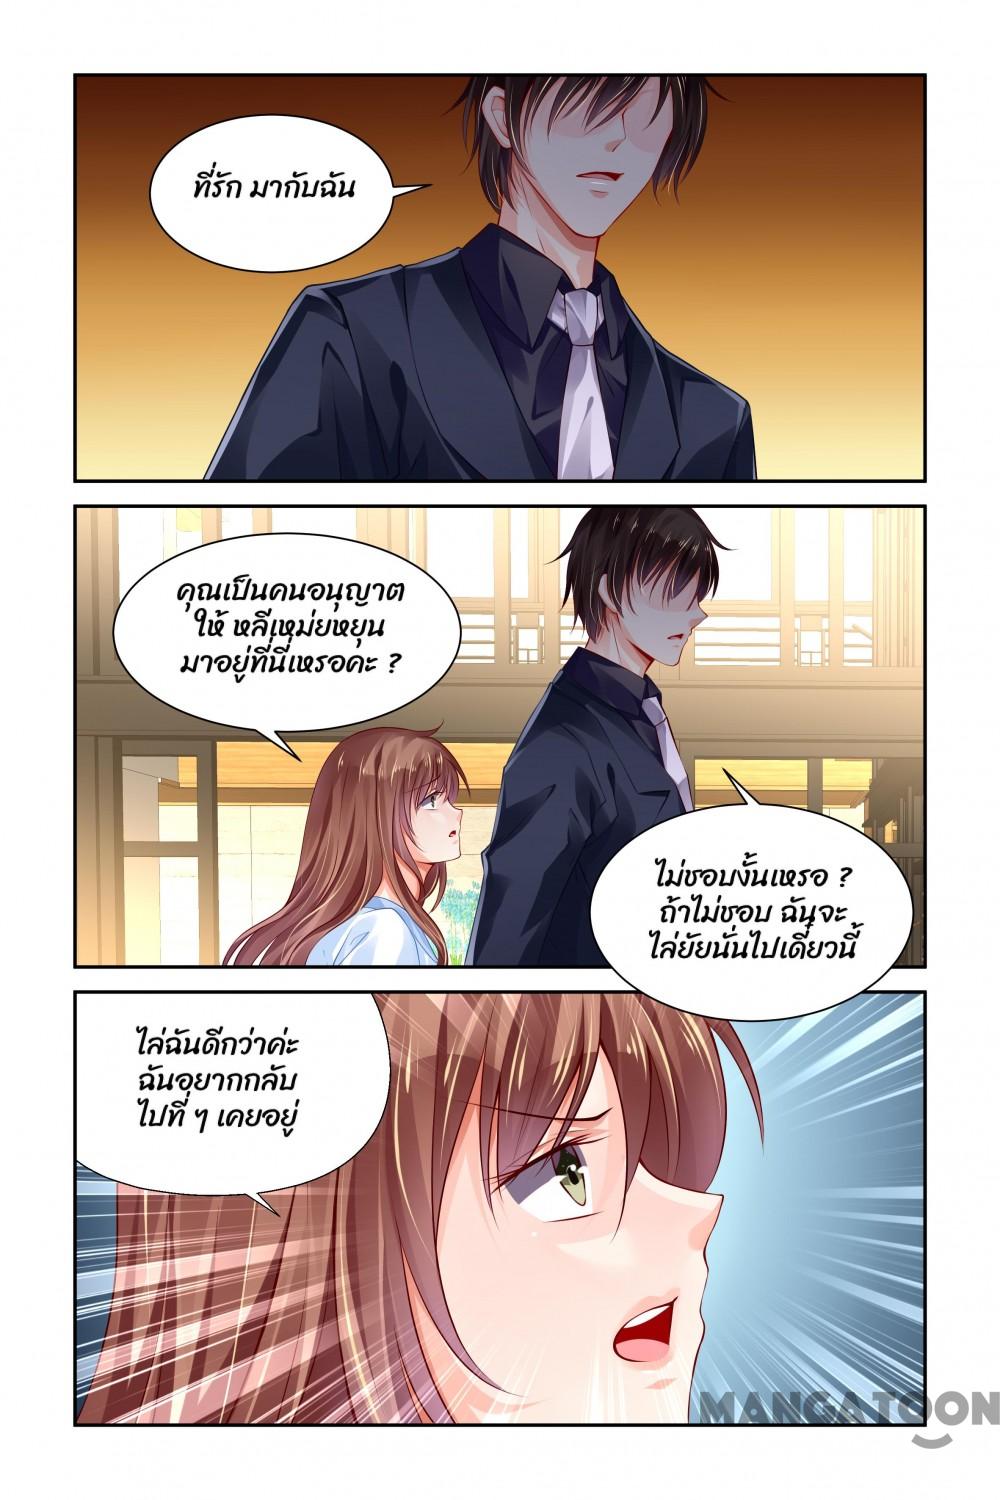 ที่รัก มากับฉัน
คุณเป็นคนอนุญาต
ให้ หลีเหม่ยหยุน
มาอยู่ที่นี่เหรอคะ ?
ไม่ชอบงั้นเหรอ ?
ถ้าไม่ชอบ ฉันจะ
ไล่ยัยนั่นไปเดี๋ยวนี้
ไล่ฉันดีกว่าค่ะ
ฉันอยากกลับ
ไปที่ ๆ เคยอยู่
MANGATOON